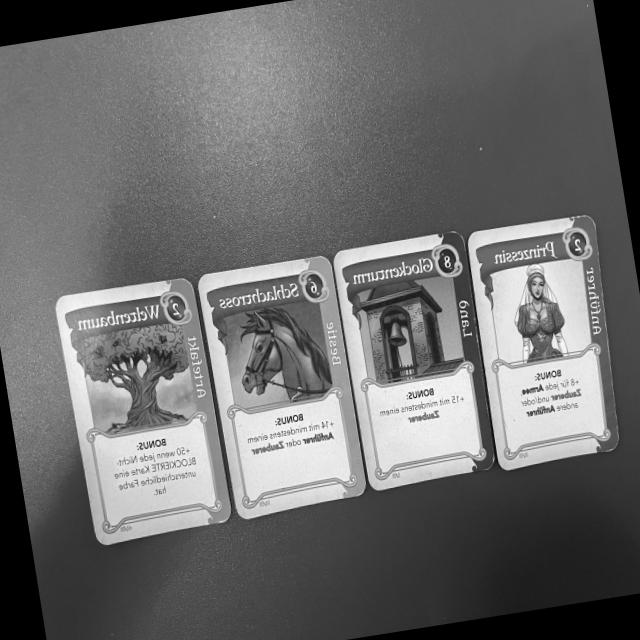 2
Prinzessin
Anführer
BONUS:
+8 für jede Armee,
Zauberer und/oder
andere Anführer
8
Glockenturm
Land
BONUS:
+15 mit mindestens einem
Zauberer
6
Schlachtross
Bestie
BONUS:
+14 mit mindestens einem
Anführer oder Zauberer
2
Weltenbaum
Artefakt
BONUS:
+50 wenn jede Nicht-
BLOCKIERTE Karte eine
unterschiedliche Farbe
hat